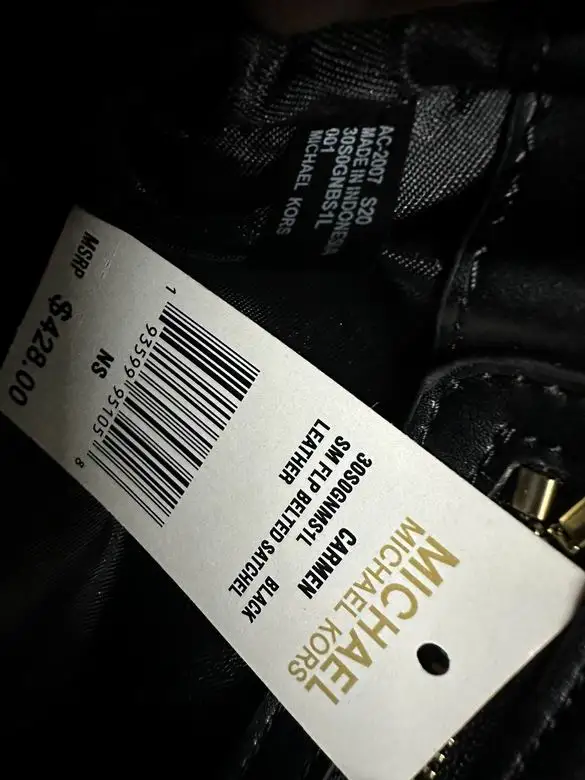 AC-2007 S20
MADE IN INDONESIA
30S0GNBS1L
001
MICHAEL KORS
MICHAEL
MICHAEL KORS
CARMEN
30S0GNMS1L
SM FLP BELTED SATCHEL
LEATHER
BLACK
1 93599 95105 8
NS
MSRP
$428.00